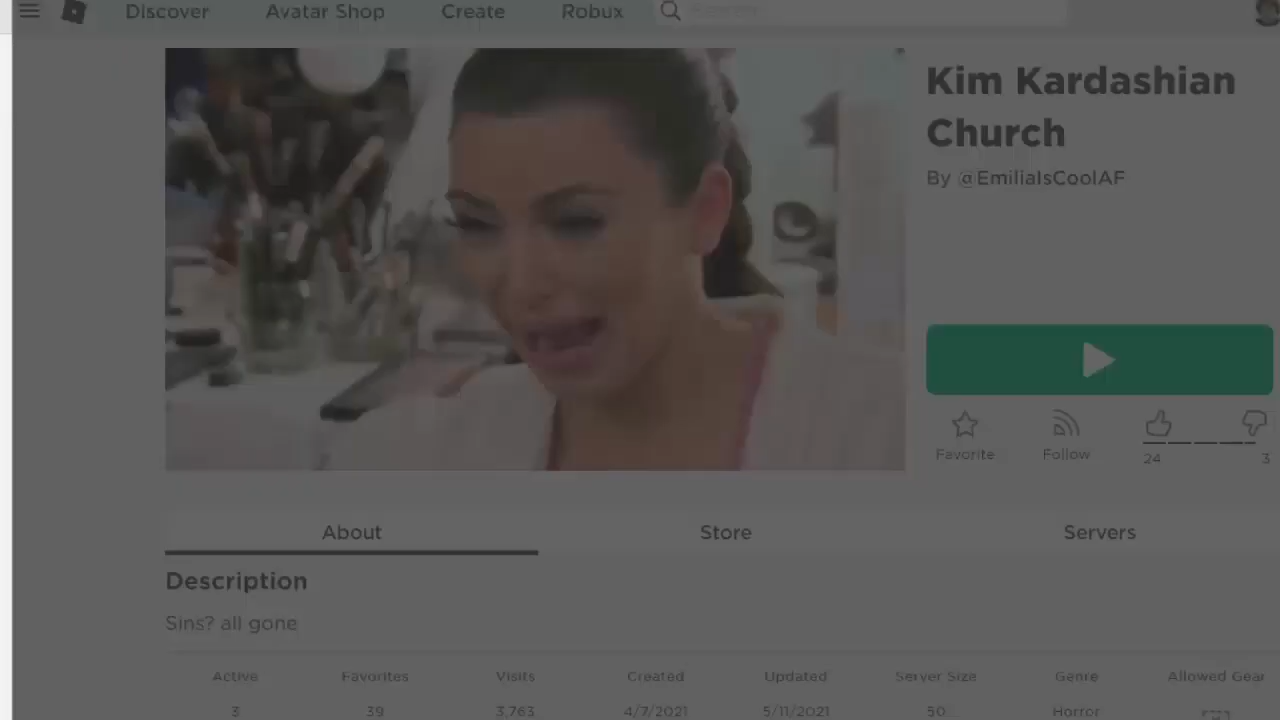 Discover Avatar Shop Create Robux Search
Kim Kardashian
Church
By @EmiliaIsCoolAF
Favorite Follow 24 3
About Store Servers
Description
Sins? all gone
Active Favorites Visits Created Updated Server Size Genre Allowed Gear
3 39 3,763 4/7/2021 5/11/2021 50 Horror